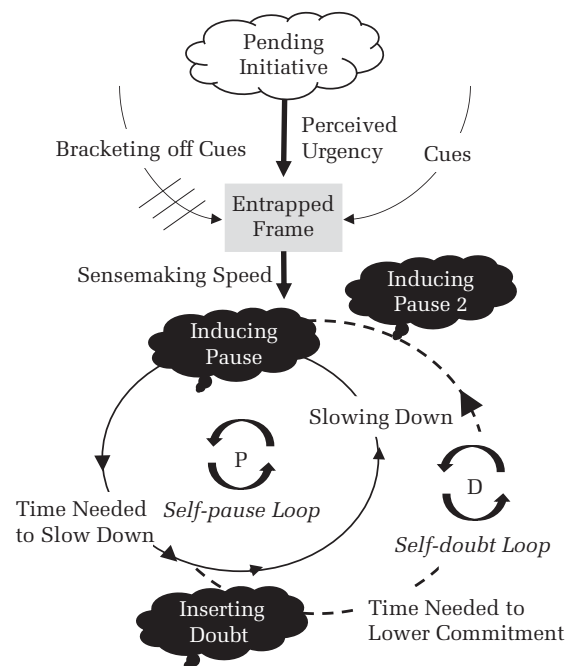 Pending
Initiative
Perceived
Urgency
Bracketing off Cues
Cues
Entrapped
Frame
Sensemaking Speed
Inducing
Pause 2
Inducing
Pause
Slowing Down
P
D
Time Needed
to Slow Down
Self-pause Loop
Self-doubt Loop
Inserting
Doubt
Time Needed to
Lower Commitment